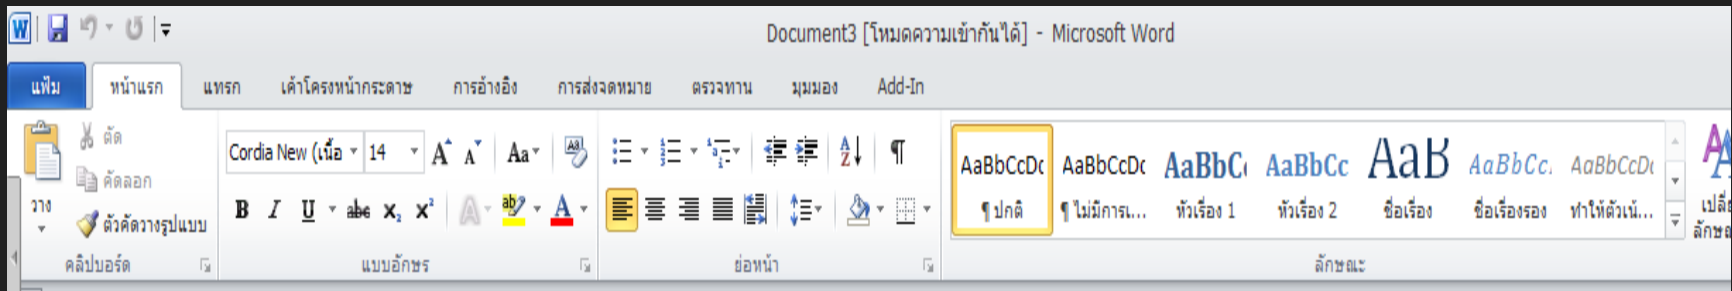 Document3 [โหมดความเข้ากันได้] - Microsoft Word
แฟ้ม หน้าแรก แทรก เค้าโครงหน้ากระดาษ การอ้างอิง การส่งจดหมาย ตรวจทาน มุมมอง Add-In
วาง
ตัด
คัดลอก
ตัวคัดวางรูปแบบ
คลิปบอร์ด
Cordia New (เนื้อ 14 A A Aa
B I U abc x₂ x² A ab A
แบบอักษร
A Z ¶
ย่อหน้า
AaBbCcDc AaBbCcDc AaBbC AaBbCc AaB AaBbCc. AaBbCcDc
¶ ปกติ ¶ ไม่มีการเ... หัวเรื่อง 1 หัวเรื่อง 2 ชื่อเรื่อง ชื่อเรื่องรอง ทำให้ตัวเน้...
ลักษณะ